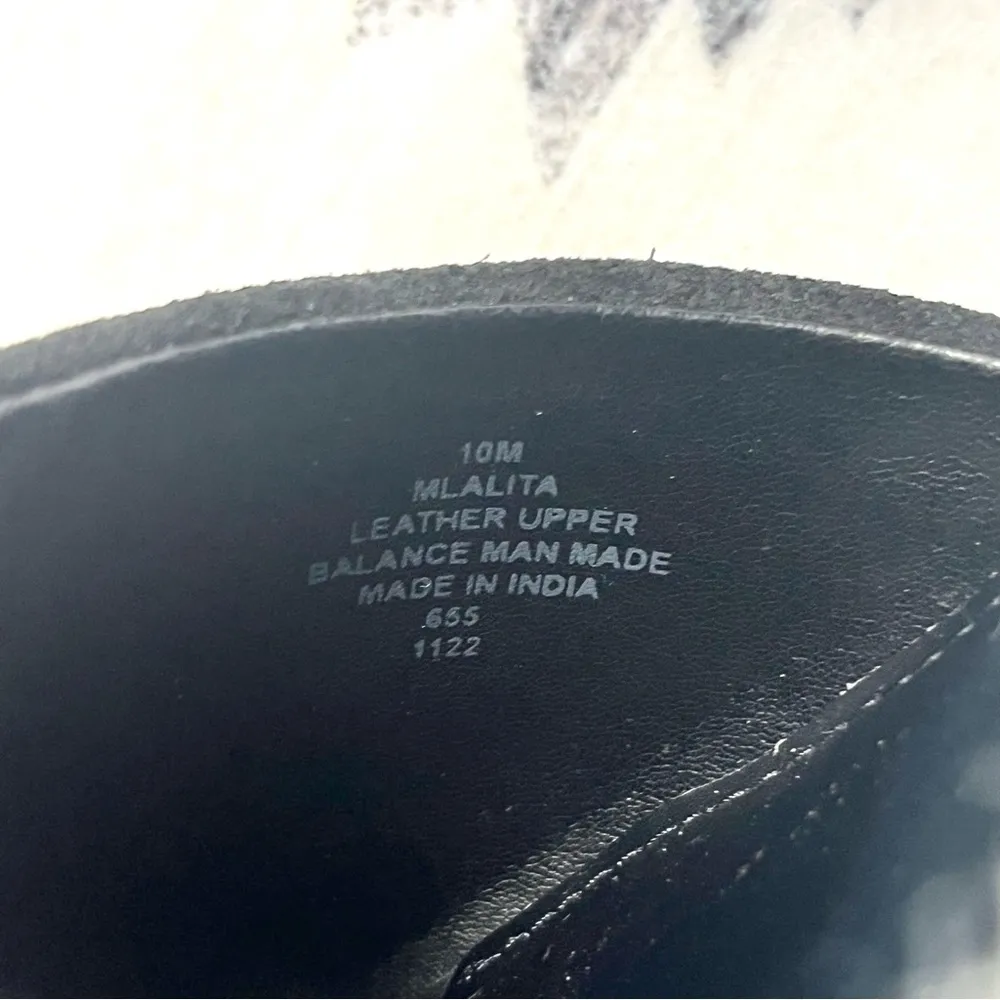 10M
MLALITA
LEATHER UPPER
BALANCE MAN MADE
MADE IN INDIA
655
1122